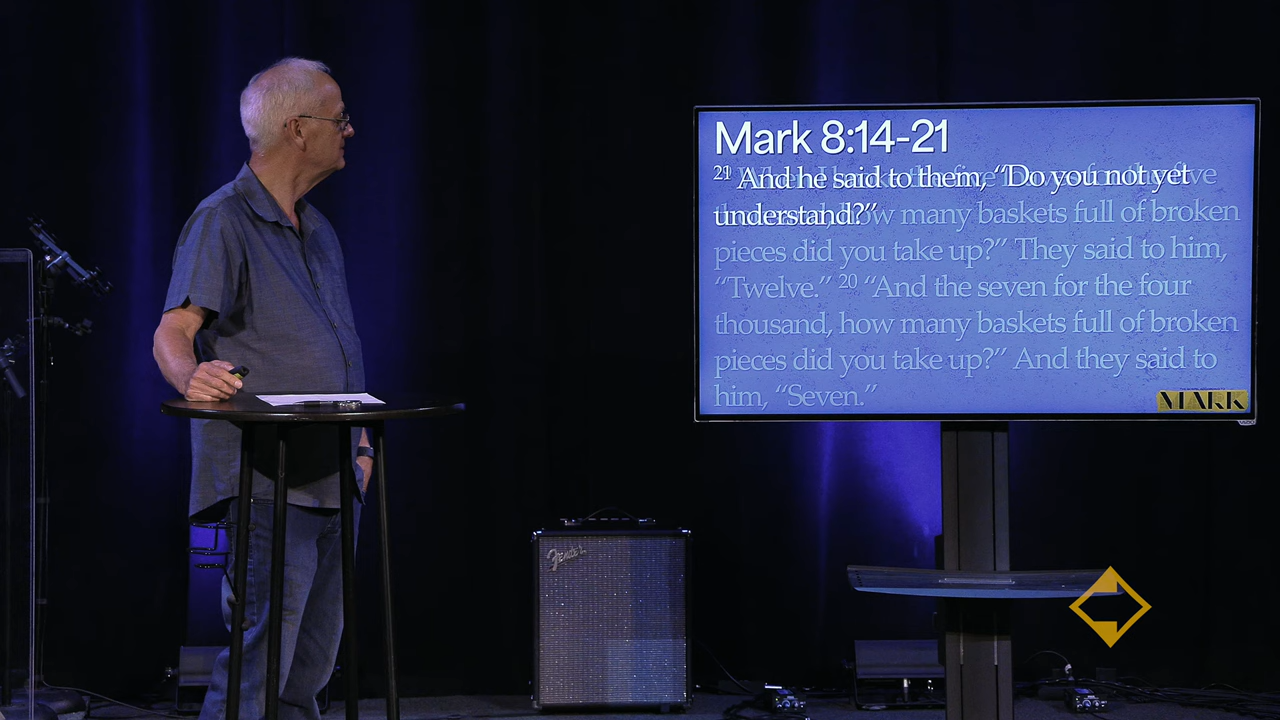 Mark 8:14-21
21 And he said to them, “Do you not yet
understand?”
how many baskets full of broken
pieces did you take up?” They said to him,
“Twelve.” 20 “And the seven for the four
thousand, how many baskets full of broken
pieces did you take up?” And they said to
him, “Seven.”
MARK
Fender